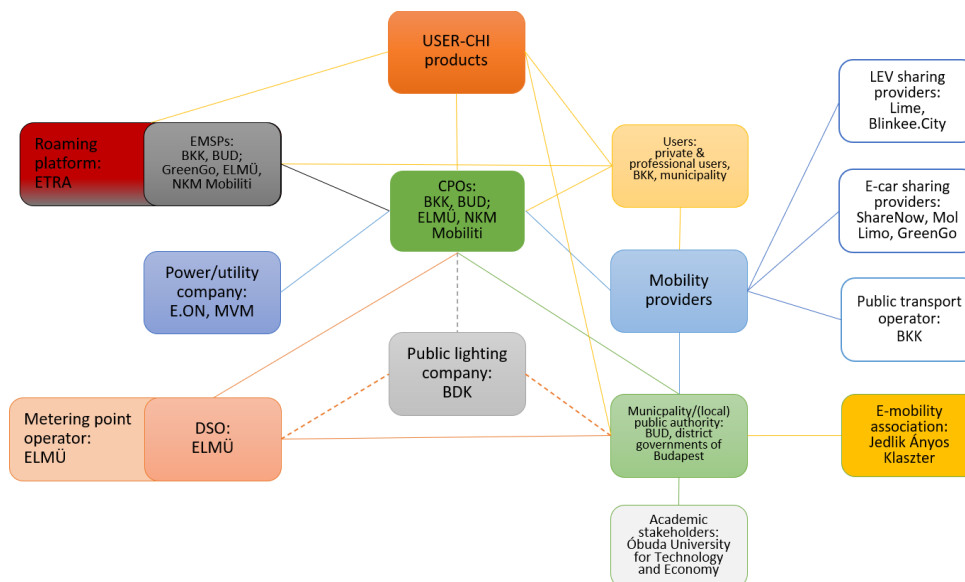 USER-CHI
products
LEV sharing
providers:
Lime,
Blinkee.City
Roaming
platform:
ETRA
EMSPs:
BKK, BUD;
GreenGo, ELMÜ,
NKM Mobiliti
Users:
private &
professional users,
BKK, municipality
CPOs:
BKK, BUD;
ELMÜ, NKM
Mobiliti
E-car sharing
providers:
ShareNow, Mol
Limo, GreenGo
Power/utility
company:
E.ON, MVM
Mobility
providers
Public transport
operator:
BKK
Public lighting
company:
BDK
Metering point
operator:
ELMÜ
DSO:
ELMÜ
Municpality/(local)
public authority:
BUD, district
governments of
Budapest
E-mobility
association:
Jedlik Ányos
Klaszter
Academic
stakeholders:
Óbuda University
for Technology
and Economy